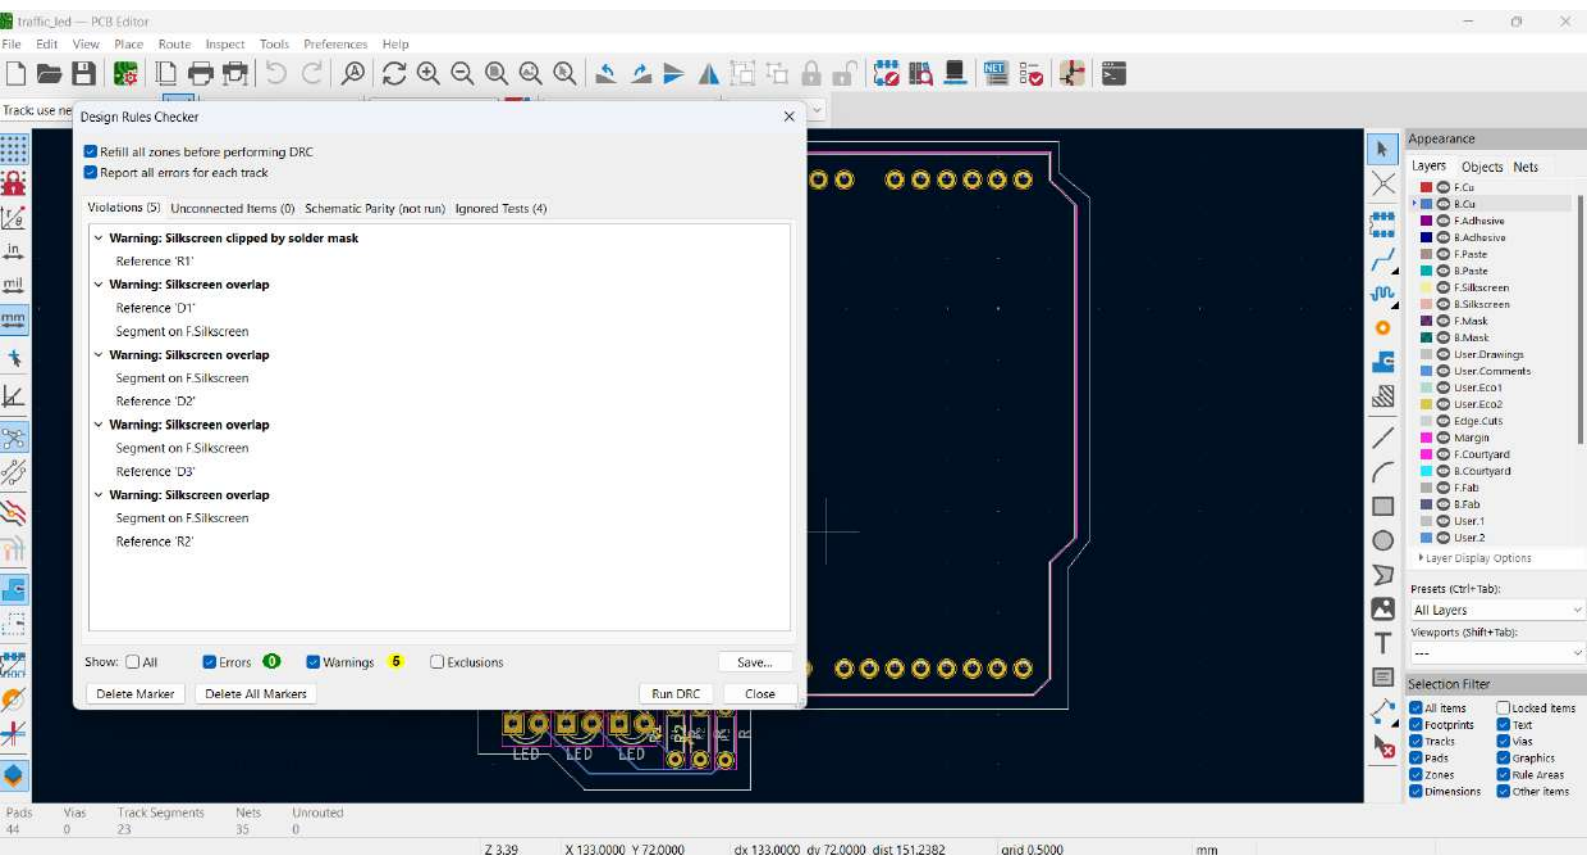 traffic_led — PCB Editor
File Edit View Place Route Inspect Tools Preferences Help
Track: use ne
Design Rules Checker
Refill all zones before performing DRC
Report all errors for each track
Violations (5) Unconnected Items (0) Schematic Parity (not run) Ignored Tests (4)
Warning: Silkscreen clipped by solder mask
Reference 'R1'
Warning: Silkscreen overlap
Reference 'D1'
Segment on F.Silkscreen
Warning: Silkscreen overlap
Segment on F.Silkscreen
Reference 'D2'
Warning: Silkscreen overlap
Segment on F.Silkscreen
Reference 'D3'
Warning: Silkscreen overlap
Segment on F.Silkscreen
Reference 'R2'
Show: All Errors 0 Warnings 5 Exclusions Save...
Delete Marker Delete All Markers Run DRC Close
in
mil
mm
NET
LED LED LED
Appearance
Layers Objects Nets
F.Cu
B.Cu
F.Adhesive
B.Adhesive
F.Paste
B.Paste
F.Silkscreen
B.Silkscreen
F.Mask
B.Mask
User.Drawings
User.Comments
User.Eco1
User.Eco2
Edge.Cuts
Margin
F.Courtyard
B.Courtyard
F.Fab
B.Fab
User.1
User.2
Layer Display Options
Presets (Ctrl+Tab):
All Layers
Viewports (Shift+Tab):
---
Selection Filter
All items Locked items
Footprints Text
Tracks Vias
Pads Graphics
Zones Rule Areas
Dimensions Other items
Pads Vias Track Segments Nets Unrouted
44 0 23 35 0
Z 3.39 X 133.0000 Y 72.0000 dx 133.0000 dy 72.0000 dist 151.2382 grid 0.5000 mm